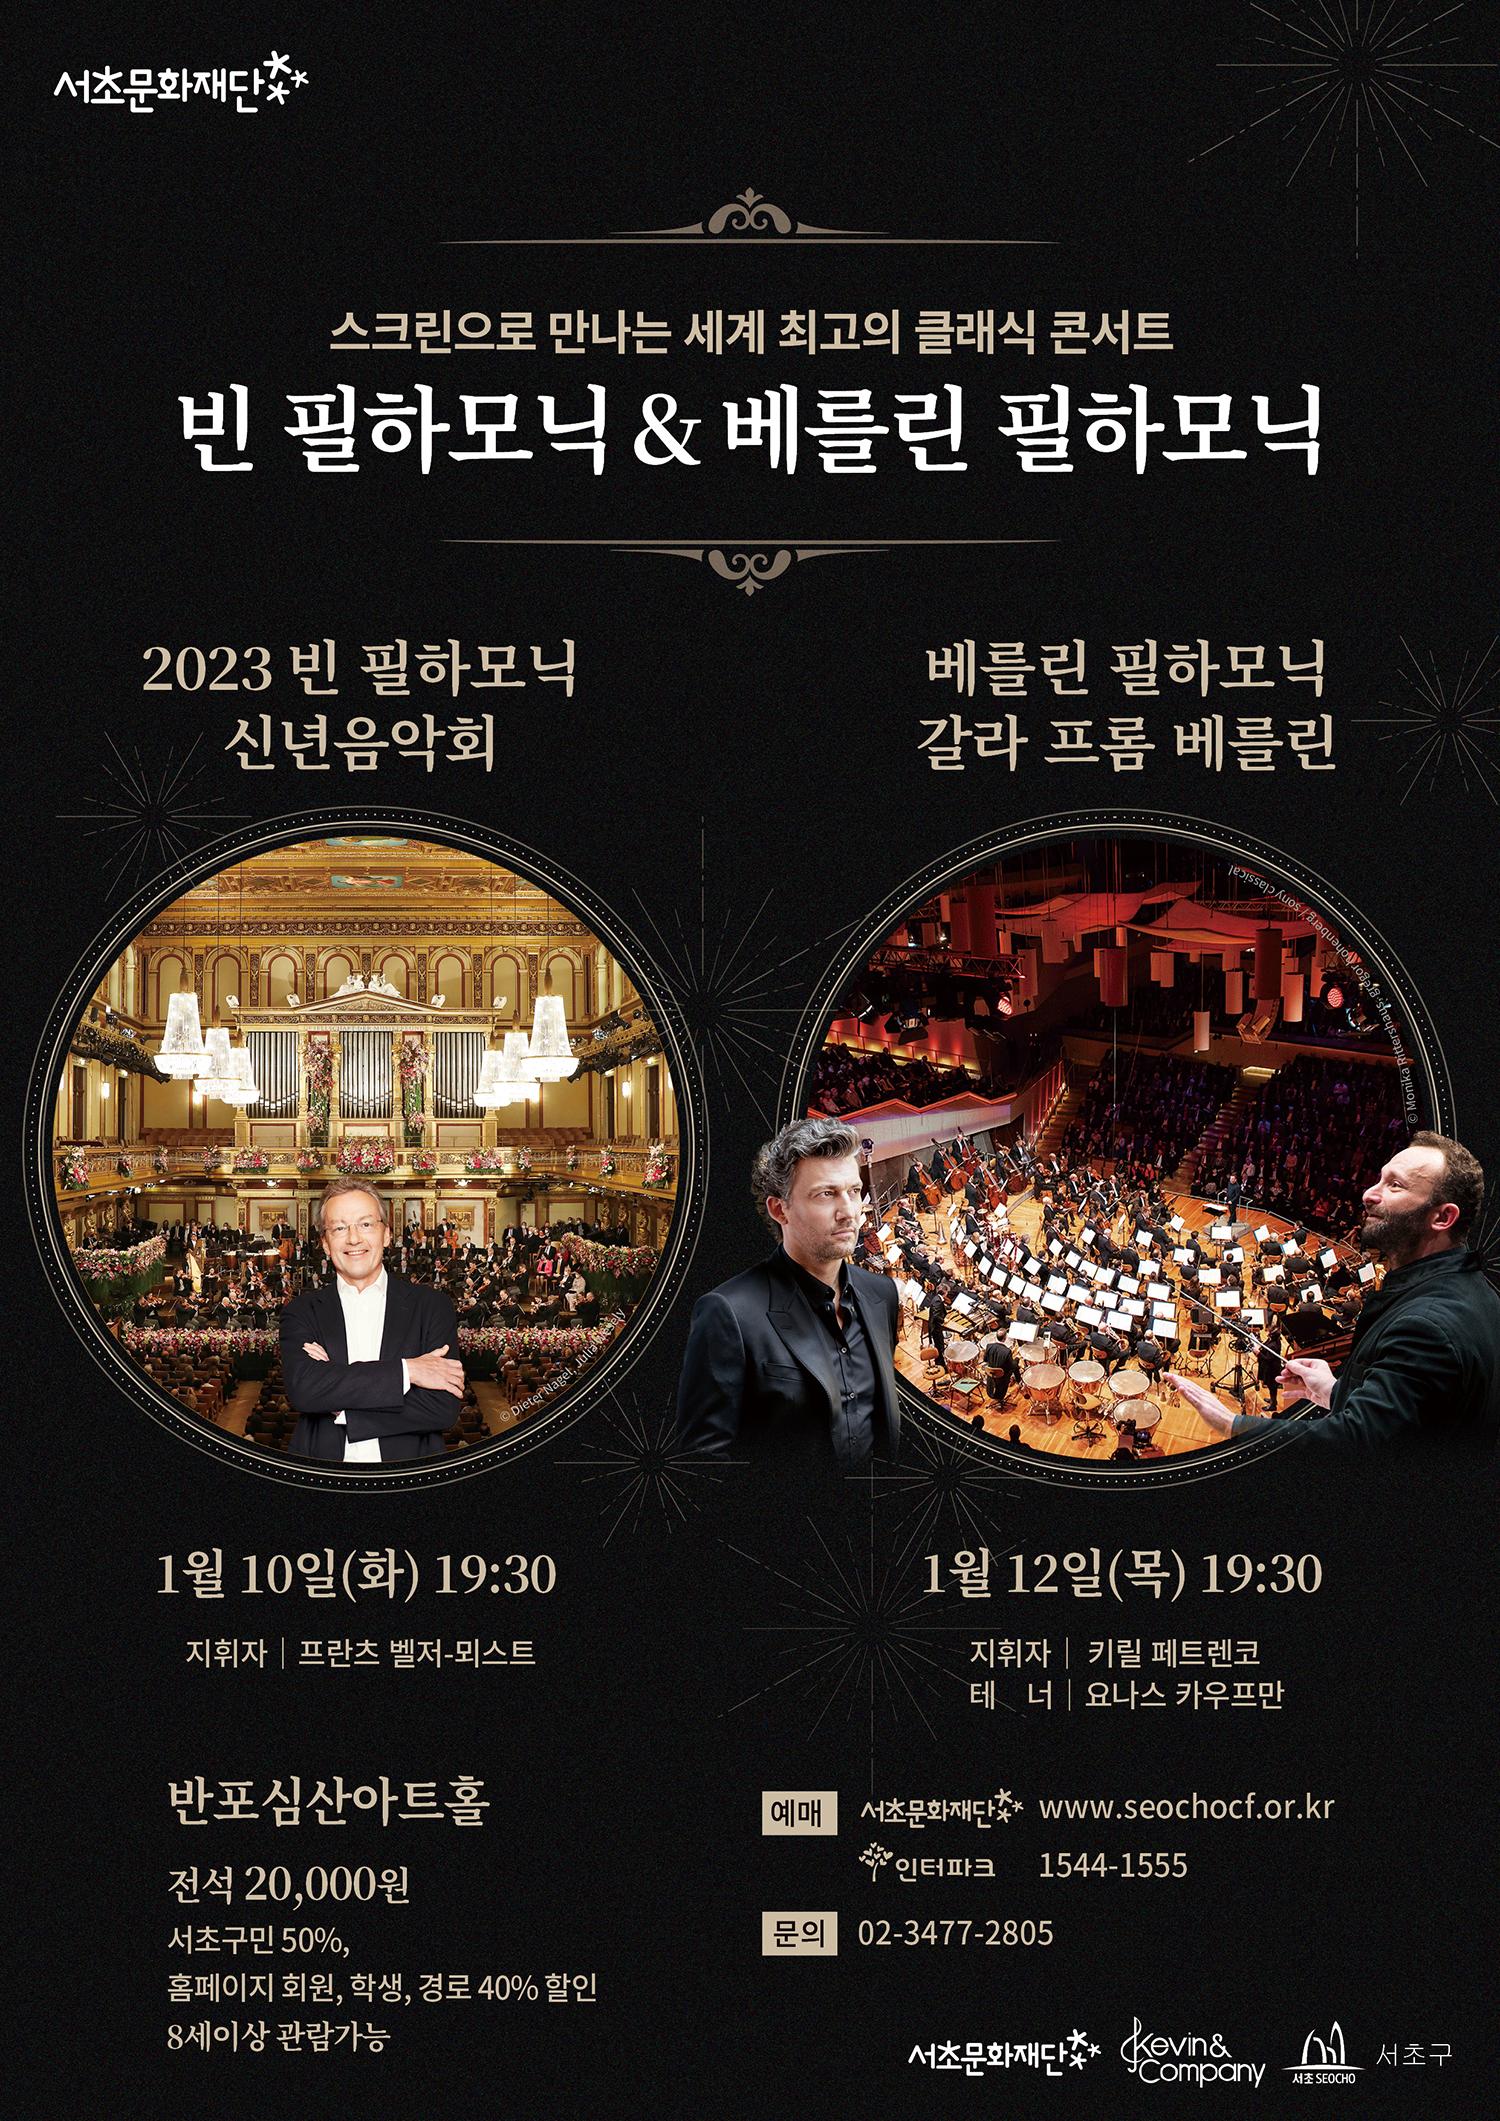 서초문화재단
스크린으로 만나는 세계 최고의 클래식 콘서트
빈 필하모닉 & 베를린 필하모닉
2023 빈 필하모닉
신년음악회
© Dieter Nagel, Julia
1월 10일(화) 19:30
지휘자 | 프란츠 벨저-뫼스트
베를린 필하모닉
갈라 프롬 베를린
© Monika Rittershaus, gregor hohenberg / sony classical
1월 12일(목) 19:30
지휘자 | 키릴 페트렌코
테 너 | 요나스 카우프만
반포심산아트홀
전석 20,000원
서초구민 50%,
홈페이지 회원, 학생, 경로 40% 할인
8세이상 관람가능
예매 서초문화재단 www.seochocf.or.kr
인터파크 1544-1555
문의 02-3477-2805
서초문화재단 Kevin& Company 서초 SEOCHO 서초구